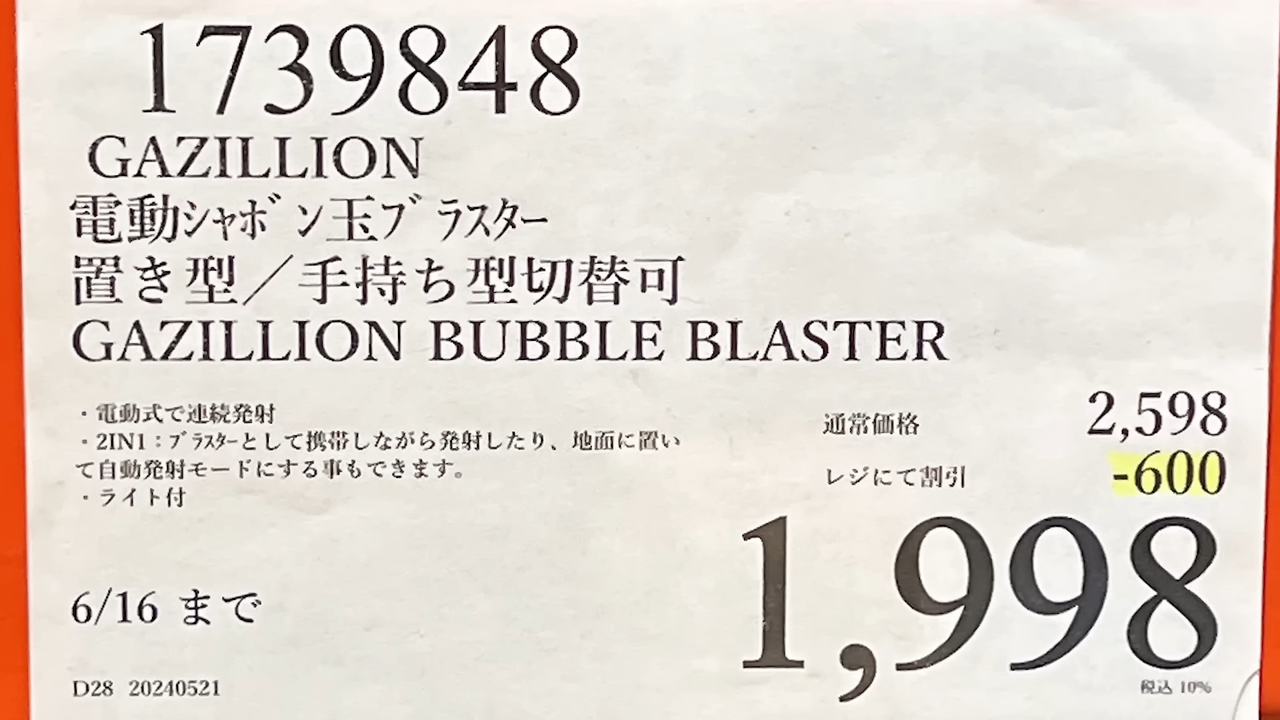 1739848
GAZILLION
電動ｼｬﾎﾞﾝ玉ﾌﾞﾗｽﾀｰ
置き型／手持ち型切替可
GAZILLION BUBBLE BLASTER
・電動式で連続発射
・2IN1：ﾌﾞﾗｽﾀｰとして携帯しながら発射したり、地面に置い
て自動発射モードにする事もできます。
・ライト付
通常価格 2,598
レジにて割引 -600
1,998
税込 10%
6/16 まで
D28 20240521